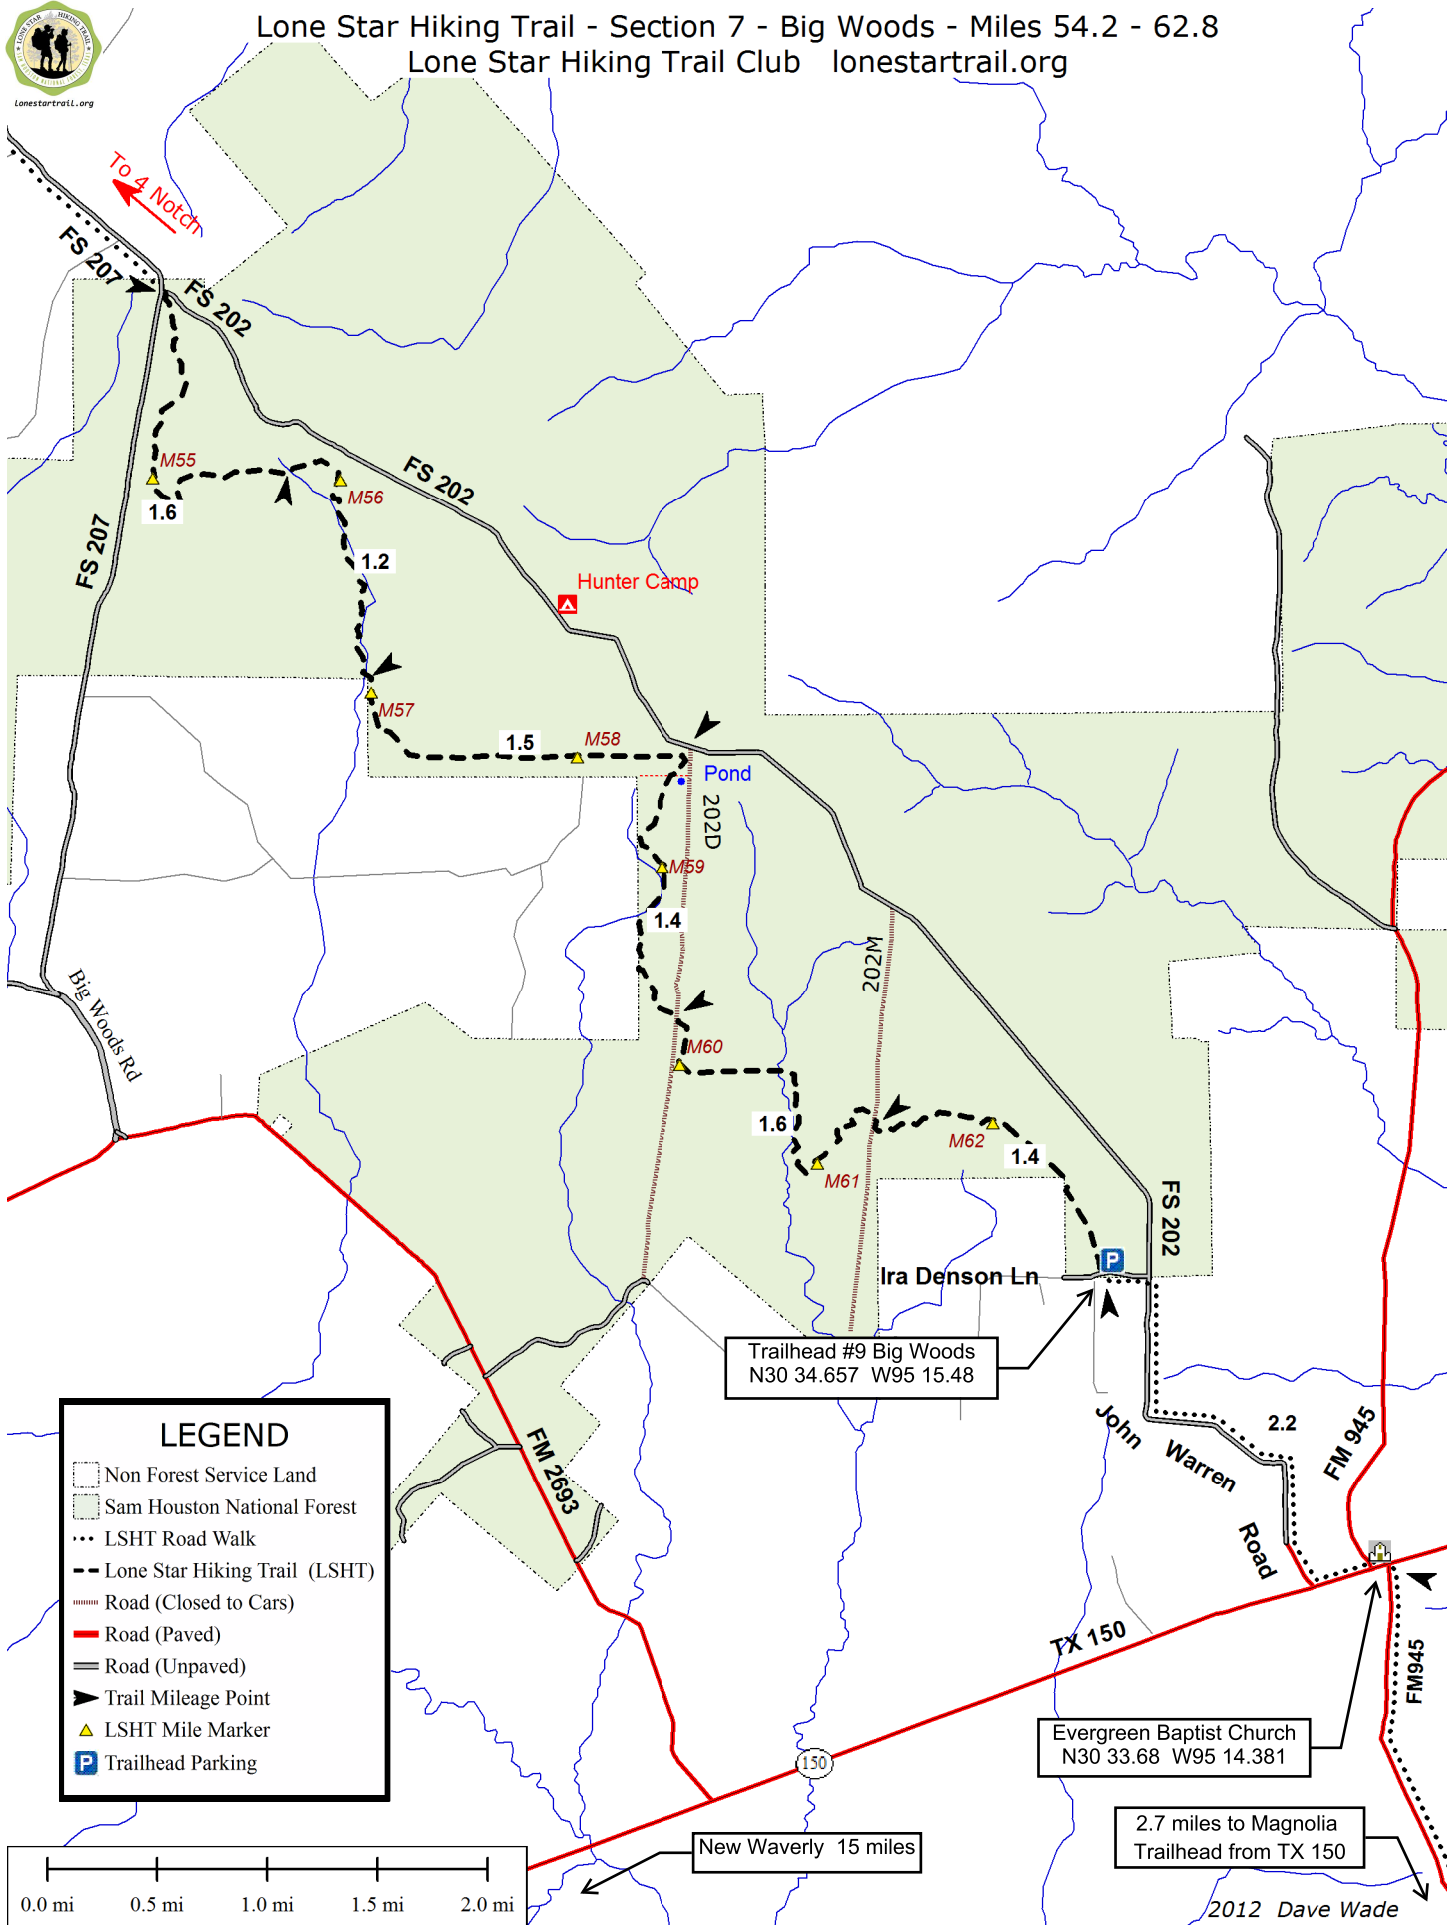 Lone Star Hiking Trail - Section 7 - Big Woods - Miles 54.2 - 62.8
Lone Star Hiking Trail Club lonestartrail.org
LONE STAR HIKING TRAIL
lonestartrail.org
To 4 Notch
FS 207
FS 202
M55
1.6
M56
FS 202
FS 207
1.2
Hunter Camp
M57
1.5
M58
Pond
202D
M59
1.4
202M
Big Woods Rd
M60
1.6
M62
1.4
M61
FS 202
Ira Denson Ln
Trailhead #9 Big Woods
N30 34.657 W95 15.48
John
Warren
Road
2.2
FM 945
FM 2693
LEGEND
Non Forest Service Land
Sam Houston National Forest
LSHT Road Walk
Lone Star Hiking Trail (LSHT)
Road (Closed to Cars)
Road (Paved)
Road (Unpaved)
Trail Mileage Point
LSHT Mile Marker
P Trailhead Parking
P
TX 150
FM945
150
Evergreen Baptist Church
N30 33.68 W95 14.381
2.7 miles to Magnolia
Trailhead from TX 150
New Waverly 15 miles
0.0 mi 0.5 mi 1.0 mi 1.5 mi 2.0 mi
2012 Dave Wade